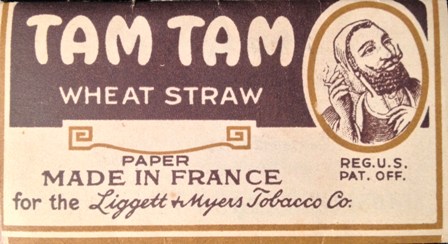 TAM TAM
WHEAT STRAW
PAPER
MADE IN FRANCE
for the Liggett & Myers Tobacco Co.
REG. U.S.
PAT. OFF.